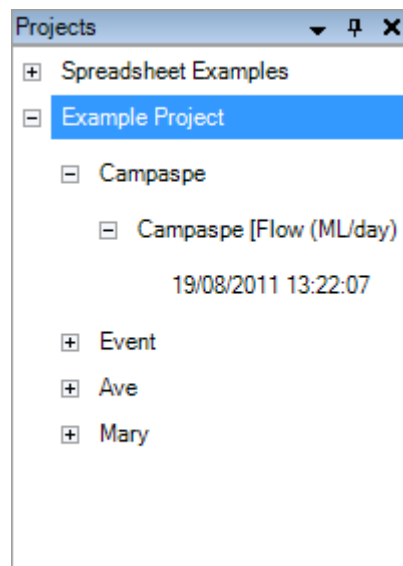 Projects
Spreadsheet Examples
Example Project
Campaspe
Campaspe [Flow (ML/day)
19/08/2011 13:22:07
Event
Ave
Mary